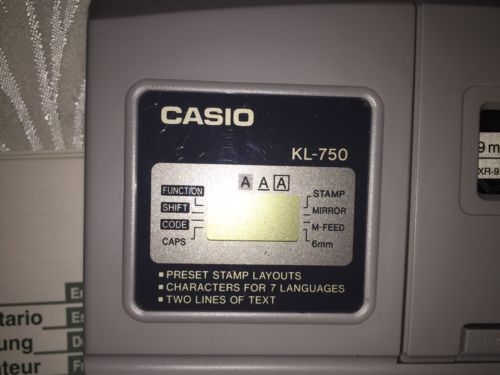 CASIO
KL-750
A A A
FUNCTION
SHIFT
CODE
CAPS
STAMP
MIRROR
M-FEED
6mm
▪ PRESET STAMP LAYOUTS
▪ CHARACTERS FOR 7 LANGUAGES
▪ TWO LINES OF TEXT
9 m
XR-9
tario
ung
ateur